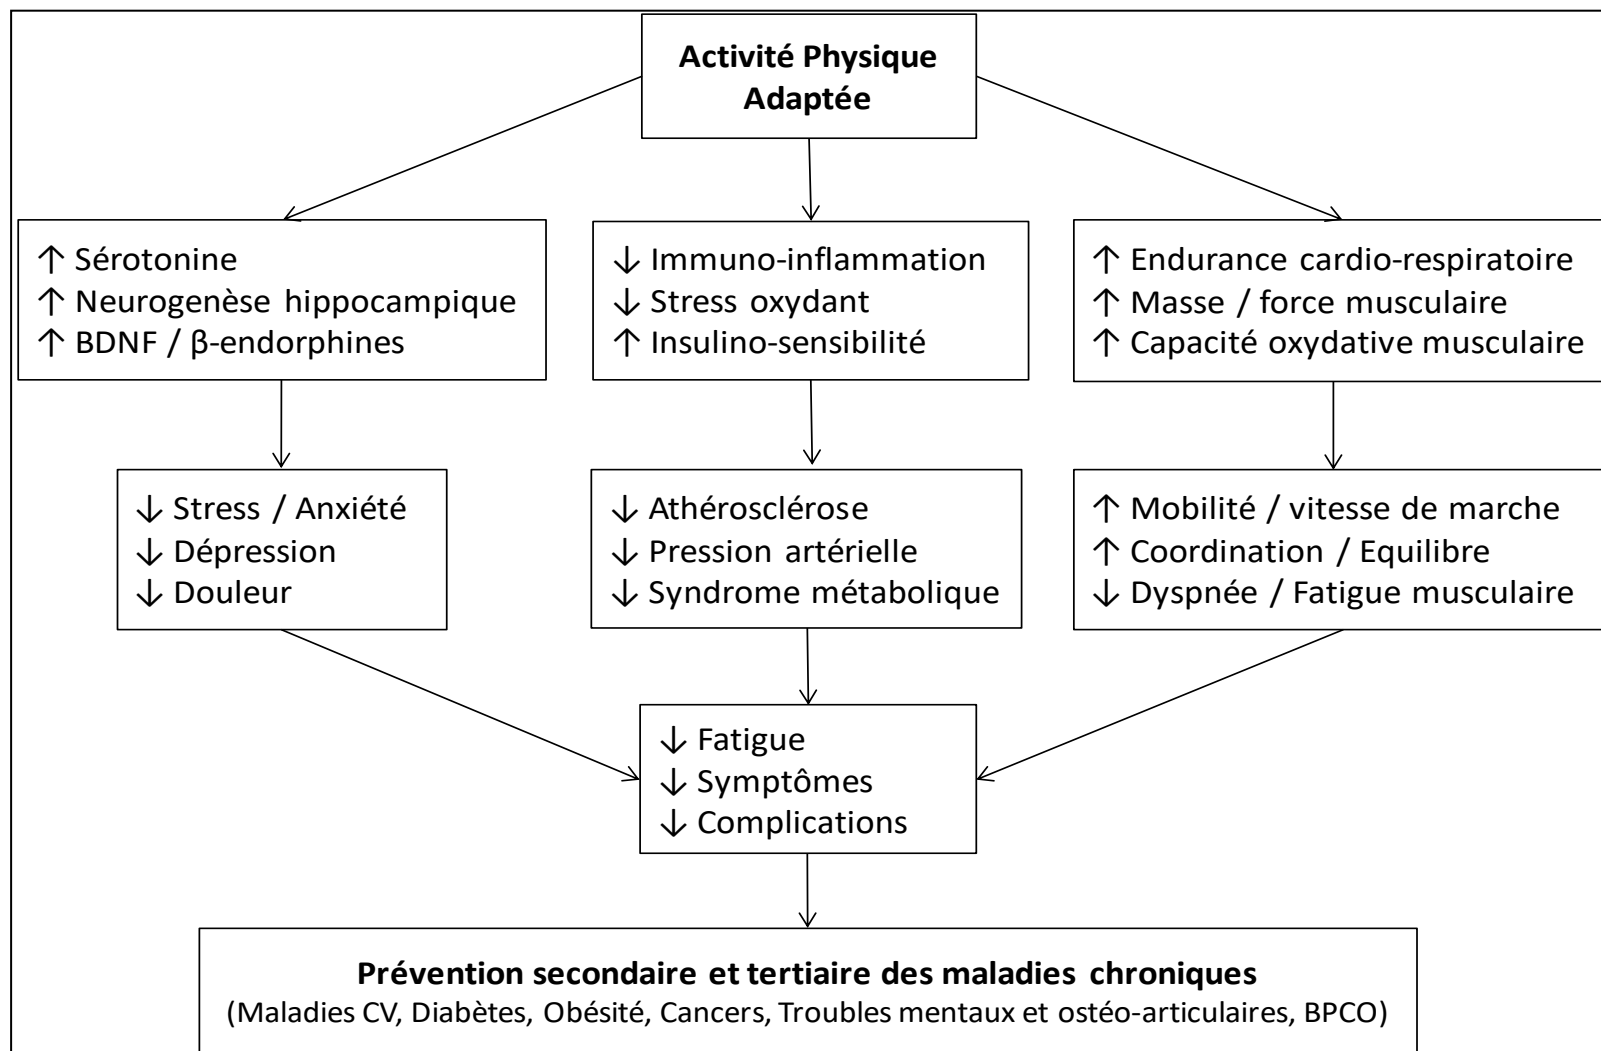 Activité Physique
Adaptée
↑ Sérotonine
↑ Neurogenèse hippocampique
↑ BDNF / β-endorphines
↓ Immuno-inflammation
↓ Stress oxydant
↑ Insulino-sensibilité
↑ Endurance cardio-respiratoire
↑ Masse / force musculaire
↑ Capacité oxydative musculaire
↓ Stress / Anxiété
↓ Dépression
↓ Douleur
↓ Athérosclérose
↓ Pression artérielle
↓ Syndrome métabolique
↑ Mobilité / vitesse de marche
↑ Coordination / Equilibre
↓ Dyspnée / Fatigue musculaire
↓ Fatigue
↓ Symptômes
↓ Complications
Prévention secondaire et tertiaire des maladies chroniques
(Maladies CV, Diabètes, Obésité, Cancers, Troubles mentaux et ostéo-articulaires, BPCO)